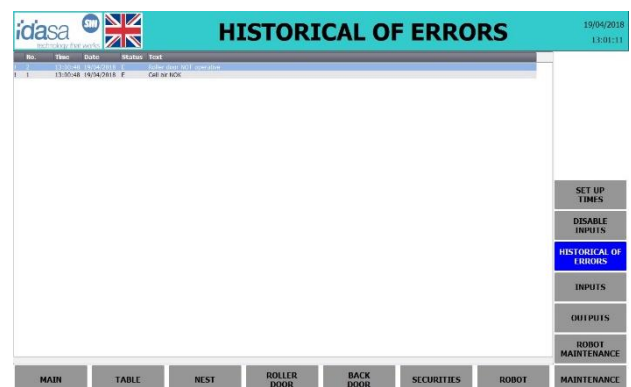 idasa
SMI
HISTORICAL OF ERRORS
19/04/2018
13:01:11
No. Time Date Status Text
2 13:00:48 19/04/2018 E Roller door NOT operative
1 13:00:48 19/04/2018 E Cell air NOK
SET UP
TIMES
DISABLE
INPUTS
HISTORICAL OF
ERRORS
INPUTS
OUTPUTS
ROBOT
MAINTENANCE
MAIN
TABLE
NEST
ROLLER
DOOR
BACK
DOOR
SECURITIES
ROBOT
MAINTENANCE